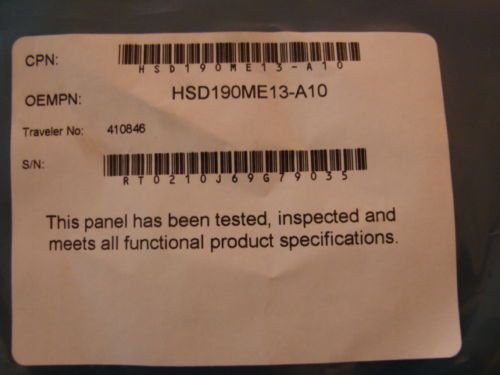 CPN:
HSD190ME13-A10
OEMPN: HSD190ME13-A10
Traveler No: 410846
S/N:
RT0210J69G79035
This panel has been tested, inspected and
meets all functional product specifications.